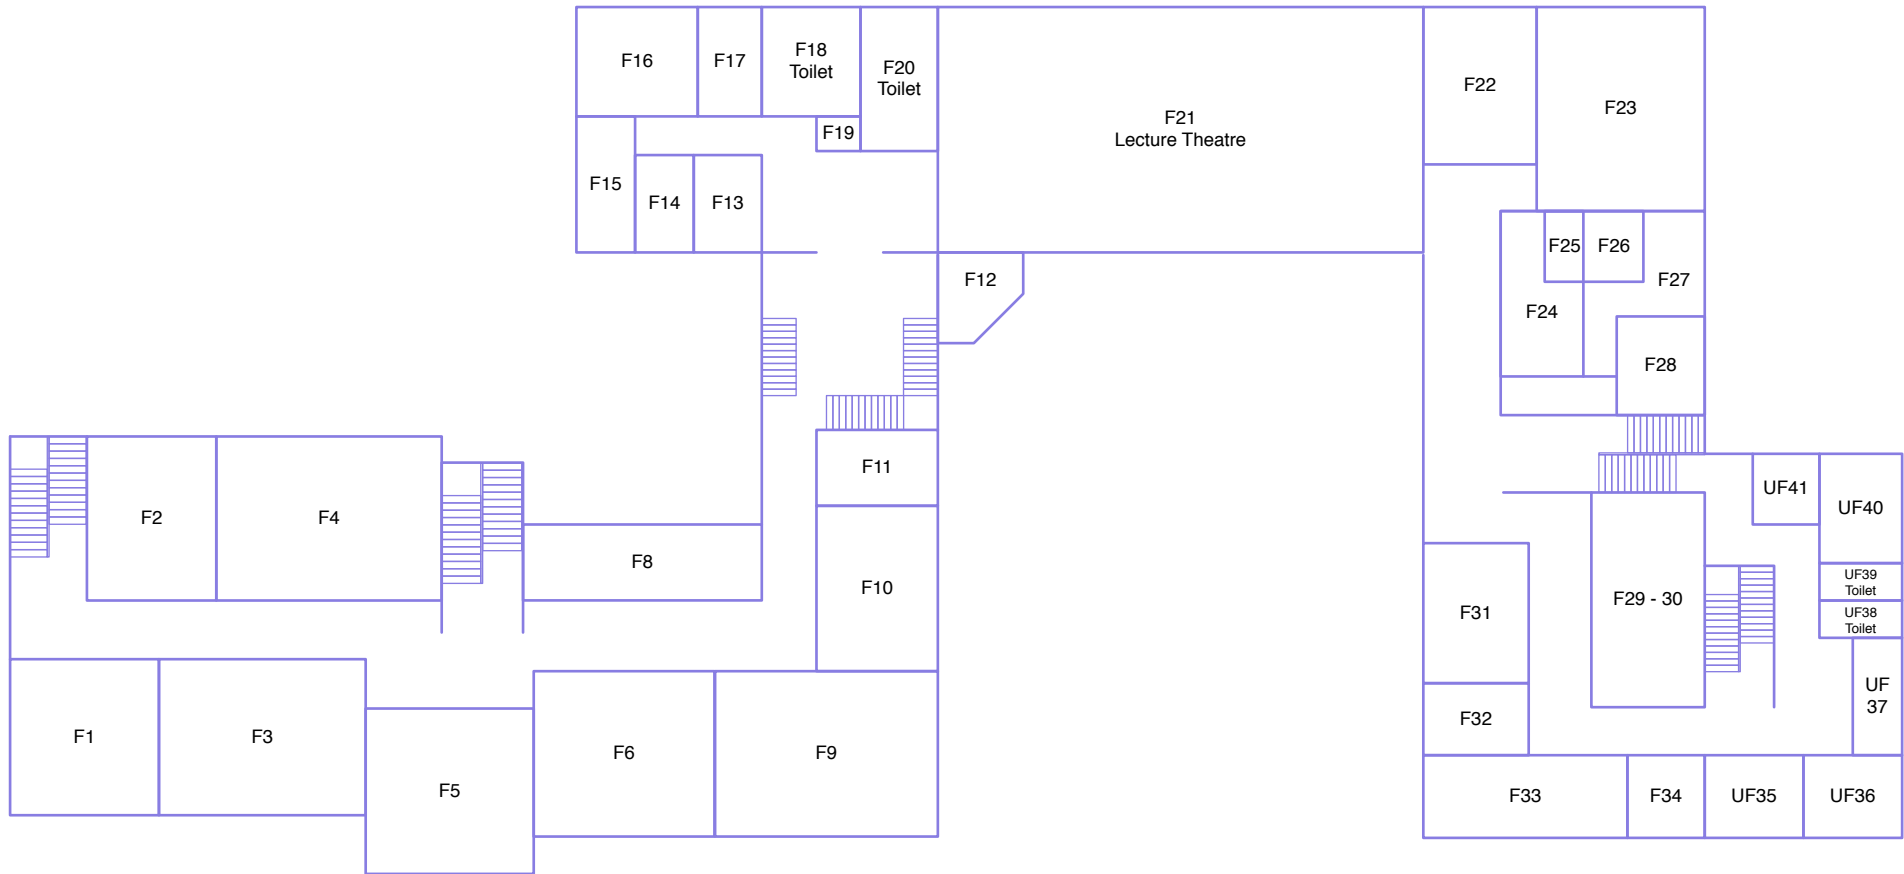 F16
F17
F18
Toilet
F20
Toilet
F19
F21
Lecture Theatre
F22
F23
F15
F14
F13
F12
F25
F26
F27
F24
F28
F11
F2
F4
F8
F10
UF41
UF40
UF39
Toilet
UF38
Toilet
F31
F29 - 30
F32
UF
37
F1
F3
F5
F6
F9
F33
F34
UF35
UF36